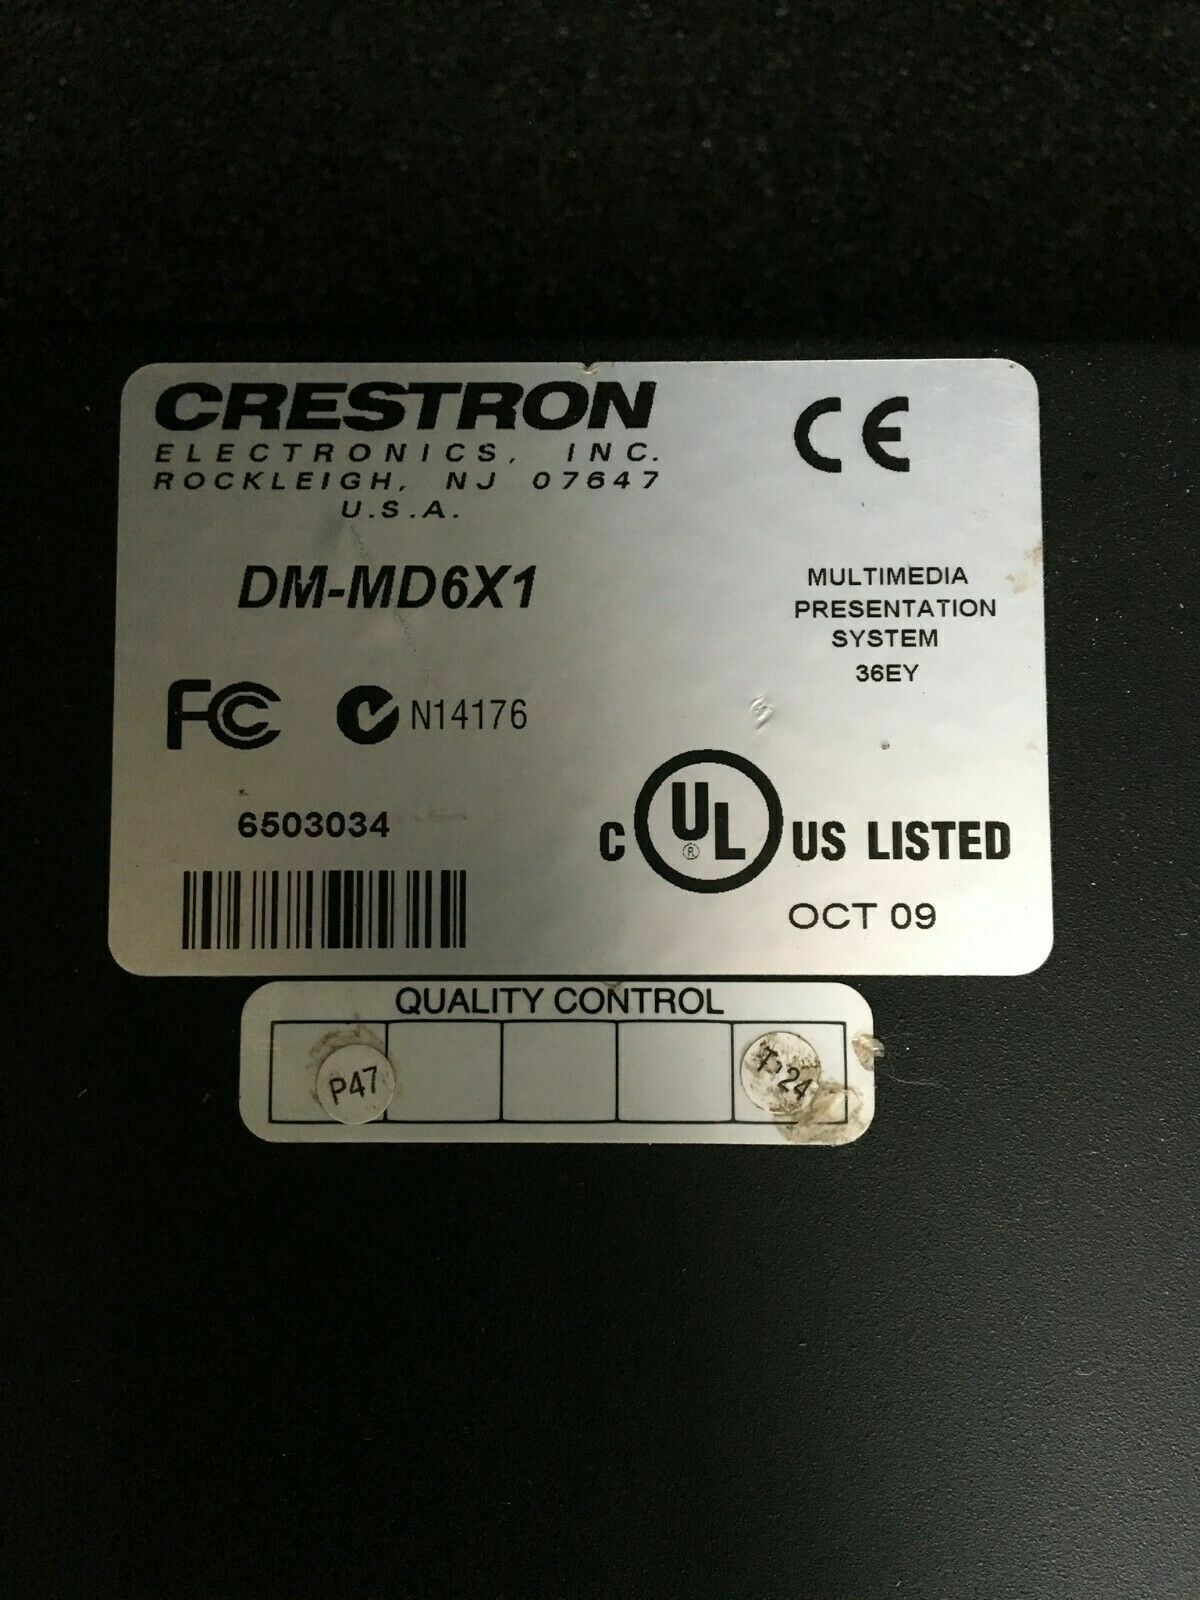 CRESTRON
ELECTRONICS, INC.
ROCKLEIGH, NJ 07647
U.S.A.
CE
DM-MD6X1
MULTIMEDIA
PRESENTATION
SYSTEM
36EY
FC N14176
6503034
C UL ® US LISTED
OCT 09
QUALITY CONTROL
P47